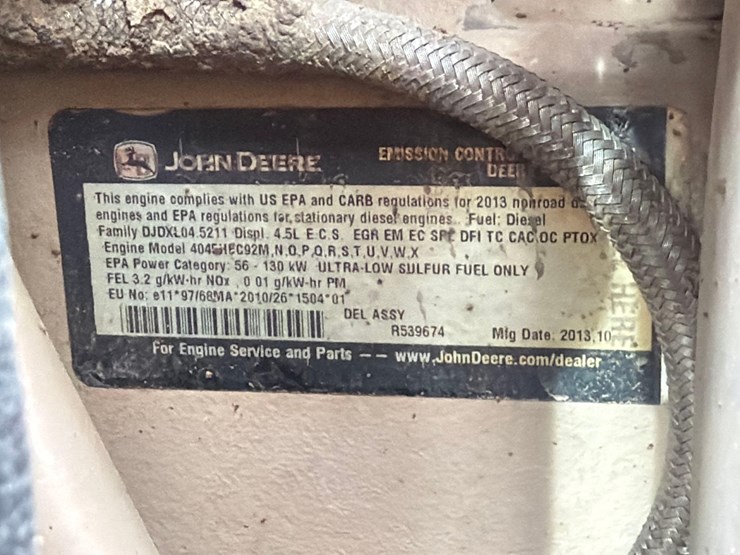 JOHN DEERE
EMISSION
DEER
This engine complies with US EPA and CARB regulations for 2013 nonroad
engines and EPA regulations for stationary diesel engines. Fuel: Diesel
Family DJDXL04.5211 Displ. 4.5L E.C.S. EGR EM EC SPL DFI TC CAC OC PTOX
Engine Model 4045HFC92M,N,O,P,Q,R,S,T,U,V,W,X
EPA Power Category: 56 - 130 kW ULTRA-LOW SULFUR FUEL ONLY
FEL 3.2 g/kW-hr NOx , 0.01 g/kW-hr PM
EU No: e11*97/68MA*2010/26*1504*01
DEL ASSY
R539674
Mfg Date: 2013,10
HERE
For Engine Service and Parts -- www.JohnDeere.com/dealer